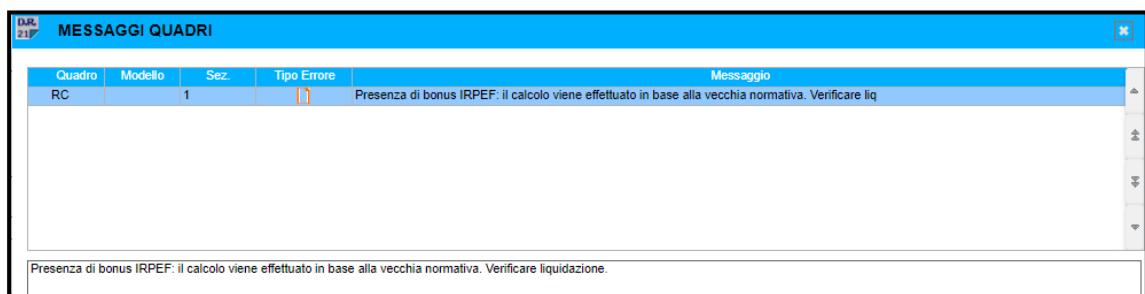 D.R.
21
MESSAGGI QUADRI
Quadro Modello Sez. Tipo Errore Messaggio
RC 1 Presenza di bonus IRPEF: il calcolo viene effettuato in base alla vecchia normativa. Verificare liq
Presenza di bonus IRPEF: il calcolo viene effettuato in base alla vecchia normativa. Verificare liquidazione.